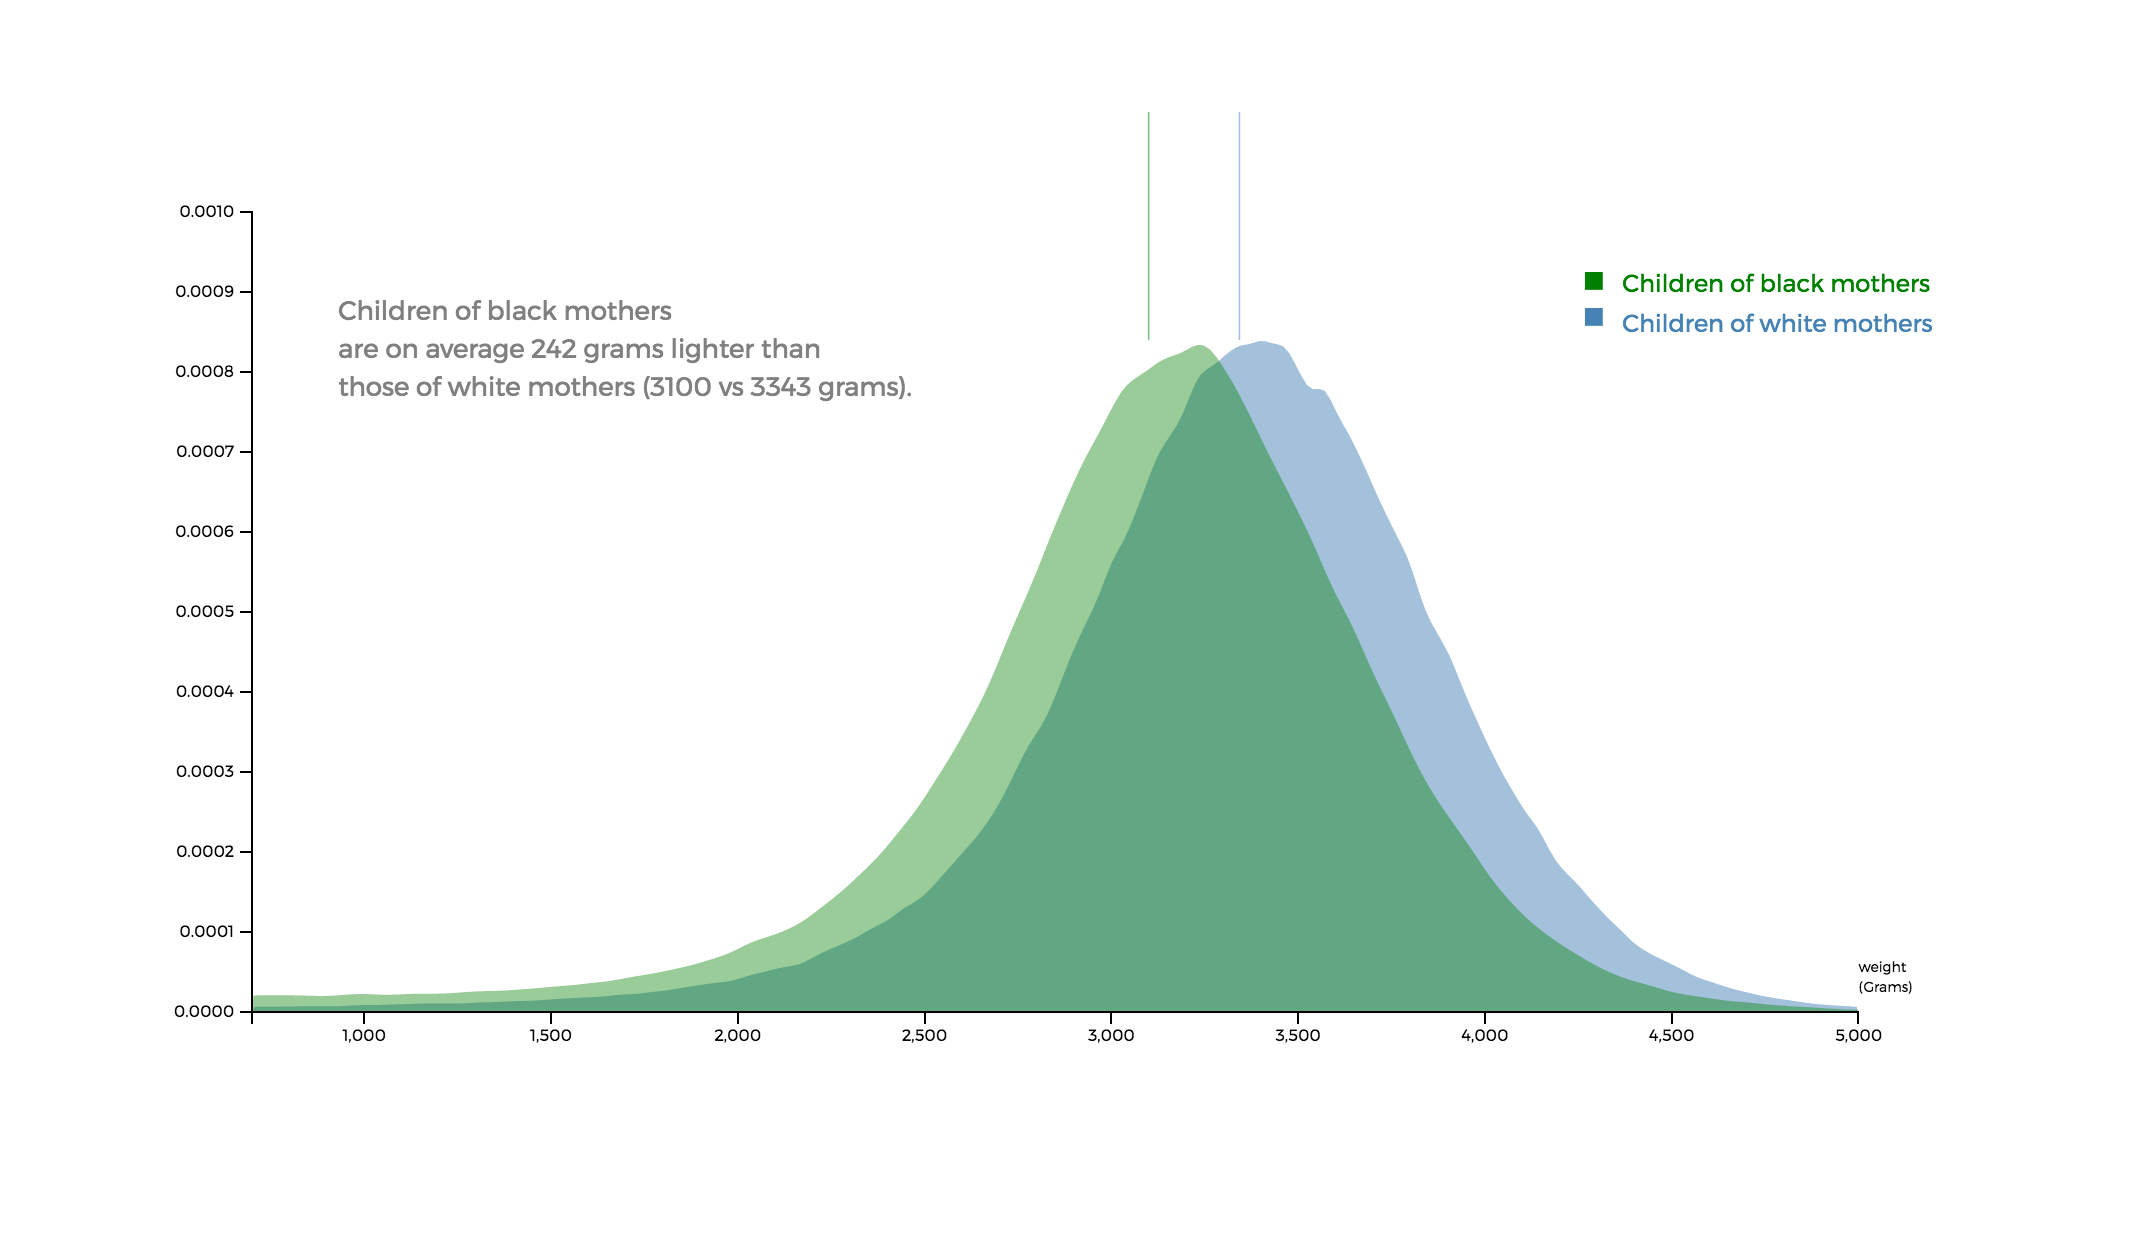 0.0010
0.0009
0.0008
0.0007
0.0006
0.0005
0.0004
0.0003
0.0002
0.0001
0.0000
Children of black mothers
are on average 242 grams lighter than
those of white mothers (3100 vs 3343 grams).
Children of black mothers
Children of white mothers
weight
(Grams)
1,000 1,500 2,000 2,500 3,000 3,500 4,000 4,500 5,000